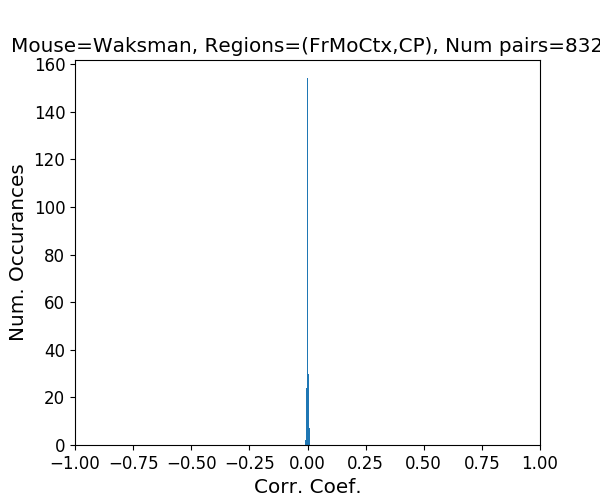 Mouse=Waksman, Regions=(FrMoCtx,CP), Num pairs=832
160
140
120
100
80
60
40
20
0
Num. Occurances
−1.00 −0.75 −0.50 −0.25 0.00 0.25 0.50 0.75 1.00
Corr. Coef.